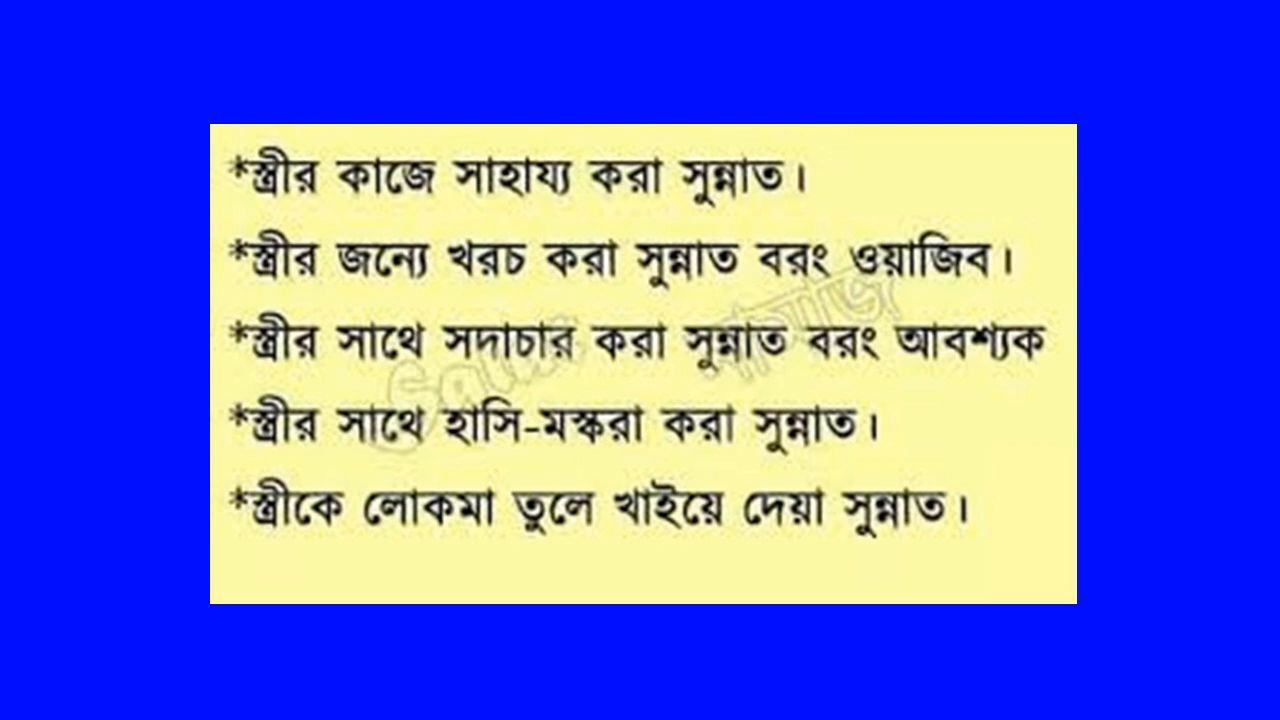 *স্ত্রীর কাজে সাহায্য করা সুন্নাত।
*স্ত্রীর জন্যে খরচ করা সুন্নাত বরং ওয়াজিব।
*স্ত্রীর সাথে সদাচার করা সুন্নাত বরং আবশ্যক
*স্ত্রীর সাথে হাসি-মস্করা করা সুন্নাত।
*স্ত্রীকে লোকমা তুলে খাইয়ে দেয়া সুন্নাত।